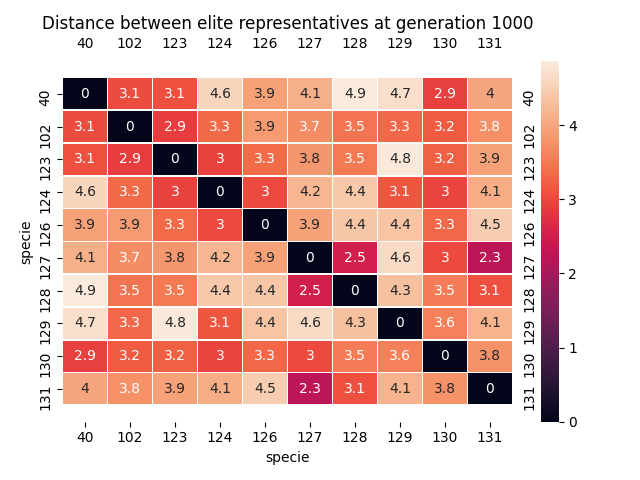 Distance between elite representatives at generation 1000
40 102 123 124 126 127 128 129 130 131
40 0 3.1 3.1 4.6 3.9 4.1 4.9 4.7 2.9 4 40
102 3.1 0 2.9 3.3 3.9 3.7 3.5 3.3 3.2 3.8 102
123 3.1 2.9 0 3 3.3 3.8 3.5 4.8 3.2 3.9 123
124 4.6 3.3 3 0 3 4.2 4.4 3.1 3 4.1 124
126 3.9 3.9 3.3 3 0 3.9 4.4 4.4 3.3 4.5 126
127 4.1 3.7 3.8 4.2 3.9 0 2.5 4.6 3 2.3 127
128 4.9 3.5 3.5 4.4 4.4 2.5 0 4.3 3.5 3.1 128
129 4.7 3.3 4.8 3.1 4.4 4.6 4.3 0 3.6 4.1 129
130 2.9 3.2 3.2 3 3.3 3 3.5 3.6 0 3.8 130
131 4 3.8 3.9 4.1 4.5 2.3 3.1 4.1 3.8 0 131
40 102 123 124 126 127 128 129 130 131
specie
specie
4
3
2
1
0